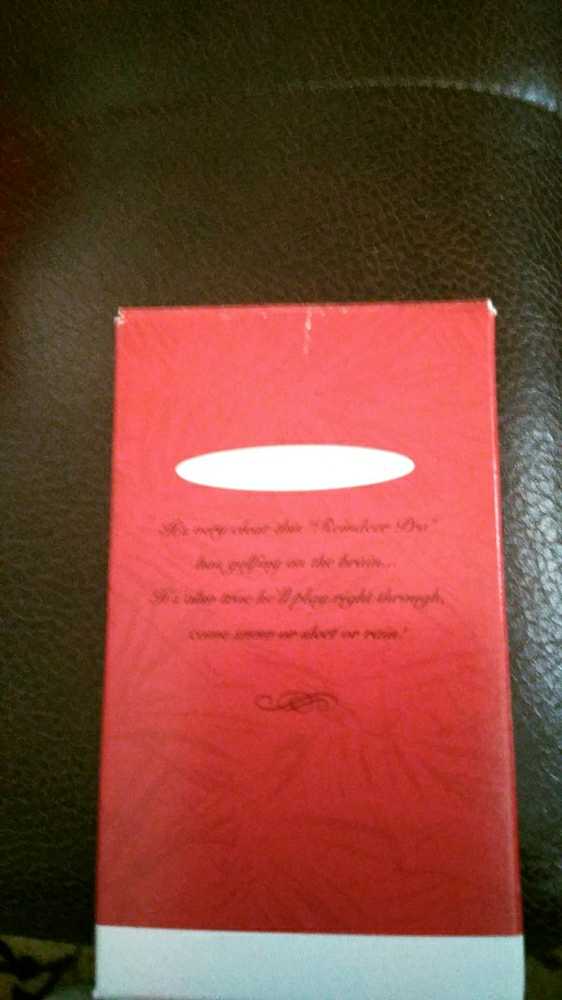 It's very clear this "Reindeer Pro"
has golfing on the brain...
It's also true he'll play right through,
come snow or sleet or rain!